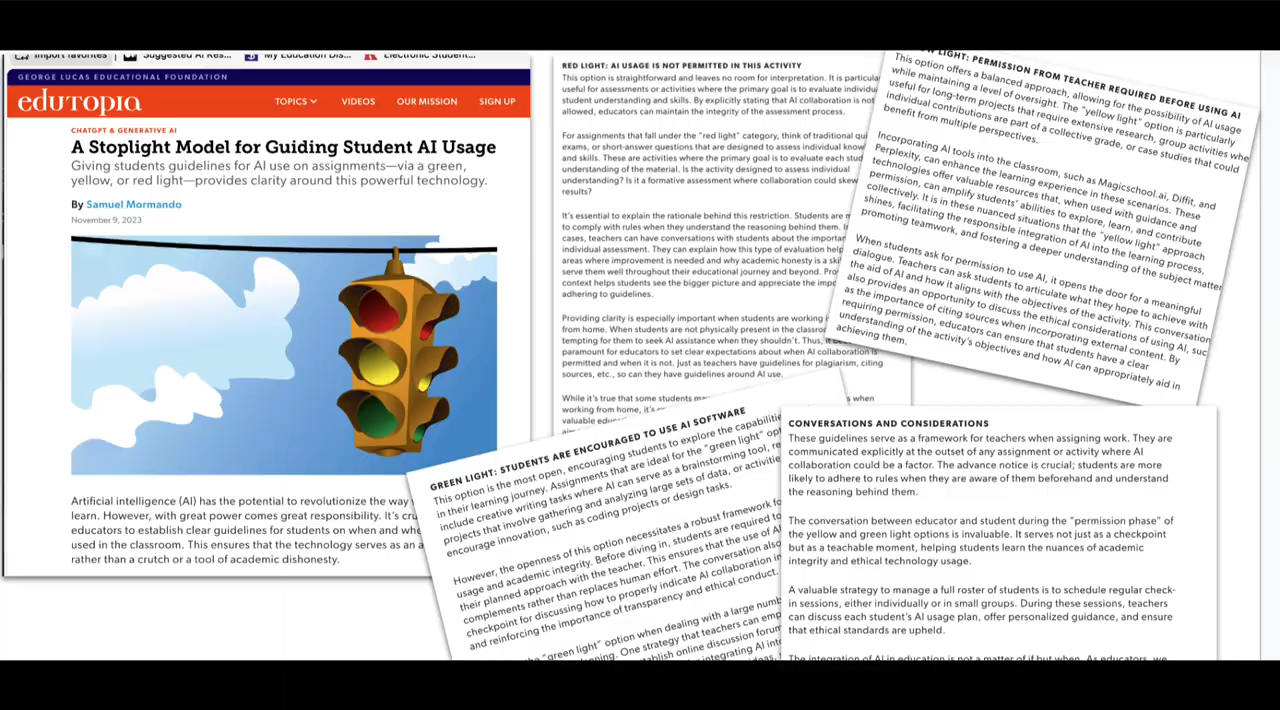 Import favorites
Suggested AI Res...
My Education Dis...
Electronic Student...
GEORGE LUCAS EDUCATIONAL FOUNDATION
edutopia
TOPICS
VIDEOS
OUR MISSION
SIGN UP
CHATGPT & GENERATIVE AI
A Stoplight Model for Guiding Student AI Usage
Giving students guidelines for AI use on assignments—via a green,
yellow, or red light—provides clarity around this powerful technology.
By Samuel Mormando
November 9, 2023
Artificial intelligence (AI) has the potential to revolutionize the way
learn. However, with great power comes great responsibility. It's
educators to establish clear guidelines for students on when and
used in the classroom. This ensures that the technology serves as
rather than a crutch or a tool of academic dishonesty.
RED LIGHT: AI USAGE IS NOT PERMITTED IN THIS ACTIVITY
This option is straightforward and leaves no room for interpretation. It is
useful for assessments or activities where the primary goal is to evaluate
student understanding and skills. By explicitly stating that AI collaboration is not
allowed, educators can maintain the integrity of the assessment process.
For assignments that fall under the "red light" category, think of traditional
exams, or short-answer questions that are designed to assess individual
and skills. These are activities where the primary goal is to evaluate each
understanding of the material. Is the activity designed to assess individual
understanding? Is it a formative assessment where collaboration could skew
results?
It's essential to explain the rationale behind this restriction. Students are
to comply with rules when they understand the reasoning behind them.
cases, teachers can have conversations with students about the
individual assessment. They can explain how this type of evaluation
areas where improvement is needed and why academic honesty is a
serve them well throughout their educational journey and beyond.
context helps students see the bigger picture and appreciate the
adhering to guidelines.
Providing clarity is especially important when students are working
from home. When students are not physically present in the
tempting for them to seek AI assistance when they shouldn't. Thus, it
paramount for educators to set clear expectations about when AI collaboration is
permitted and when it is not. Just as teachers have guidelines for plagiarism, citing
sources, etc., so can they have guidelines around AI use.
While it's true that some students
when
working from home, it's
valuable
LIGHT: PERMISSION FROM TEACHER REQUIRED BEFORE USING AI
This option offers a balanced approach, allowing for the possibility of AI usage
while maintaining a level of oversight. The "yellow light" option is particularly
useful for long-term projects that require extensive research, group activities
individual contributions are part of a collective grade, or case studies that could
benefit from multiple perspectives.
Incorporating AI tools into the classroom, such as Magicschool.ai, Diffit, and
Perplexity, can enhance the learning experience in these scenarios. These
technologies offer valuable resources that, when used with guidance and
permission, can amplify students' abilities to explore, learn, and contribute
collectively. It is in these nuanced situations that the "yellow light" approach
shines, facilitating the responsible integration of AI into the learning process,
promoting teamwork, and fostering a deeper understanding of the subject matter
When students ask for permission to use AI, it opens the door for a meaningful
dialogue. Teachers can ask students to articulate what they hope to achieve with
the aid of AI and how it aligns with the objectives of the activity. This conversation
also provides an opportunity to discuss the ethical considerations of using AI,
as the importance of citing sources when incorporating external content. By
requiring permission, educators can ensure that students have a clear
understanding of the activity's objectives and how AI can appropriately aid in
achieving them.
GREEN LIGHT: STUDENTS ARE ENCOURAGED TO USE AI SOFTWARE
This option is the most open, encouraging students to explore the capabilities
in their learning journey. Assignments that are ideal for the "green light"
include creative writing tasks where AI can serve as a brainstorming tool,
projects that involve gathering and analyzing large sets of data, or
encourage innovation, such as coding projects or design tasks.
However, the openness of this option necessitates a robust framework
usage and academic integrity. Before diving in, students are required to
their planned approach with the teacher. This ensures that the use of
complements rather than replaces human effort. The conversation also
checkpoint for discussing how to properly indicate AI collaboration
and reinforcing the importance of transparency and ethical conduct.
"green light" option when dealing with a large
One strategy that teachers can
online discussion
integrating AI
CONVERSATIONS AND CONSIDERATIONS
These guidelines serve as a framework for teachers when assigning work. They are
communicated explicitly at the outset of any assignment or activity where AI
collaboration could be a factor. The advance notice is crucial; students are more
likely to adhere to rules when they are aware of them beforehand and understand
the reasoning behind them.
The conversation between educator and student during the "permission phase" of
the yellow and green light options is invaluable. It serves not just as a checkpoint
but as a teachable moment, helping students learn the nuances of academic
integrity and ethical technology usage.
A valuable strategy to manage a full roster of students is to schedule regular check-
in sessions, either individually or in small groups. During these sessions, teachers
can discuss each student's AI usage plan, offer personalized guidance, and ensure
that ethical standards are upheld.
The integration of AI in education is not a matter of if but when. As educators, we